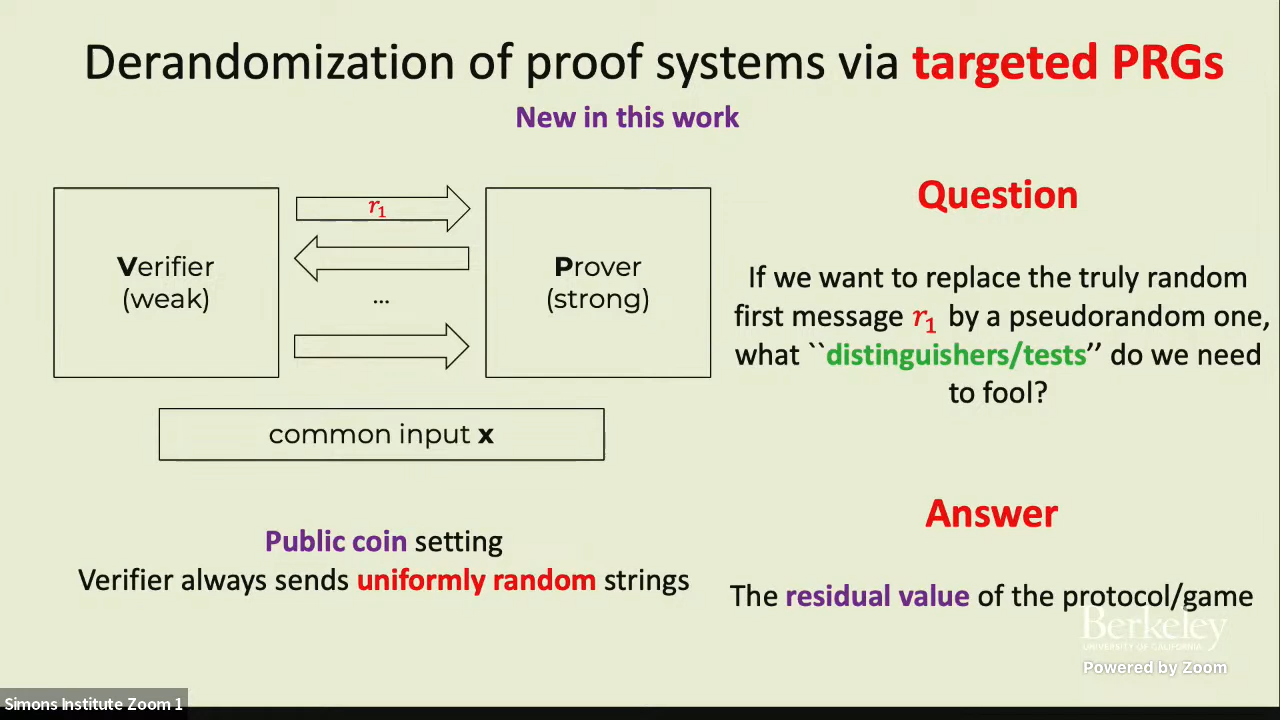 Derandomization of proof systems via targeted PRGs
New in this work
r₁
Verifier
(weak)
...
Prover
(strong)
common input x
Public coin setting
Verifier always sends uniformly random strings
Question
If we want to replace the truly random
first message r₁ by a pseudorandom one,
what ``distinguishers/tests’’ do we need
to fool?
Answer
The residual value of the protocol/game
Berkeley
UNIVERSITY OF CALIFORNIA
Powered by Zoom
Simons Institute Zoom 1